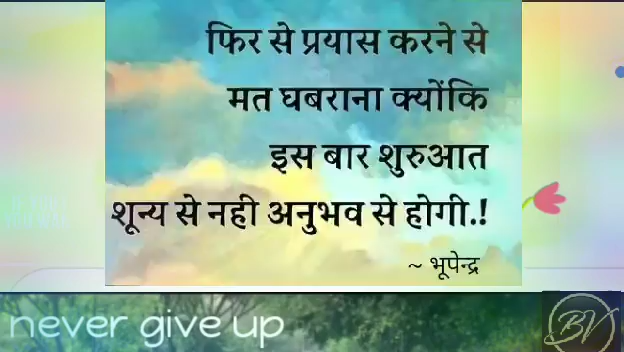 फिर से प्रयास करने से
मत घबराना क्योंकि
इस बार शुरुआत
शून्य से नही अनुभव से होगी.!
~ भूपेन्द्र
never give up
BV